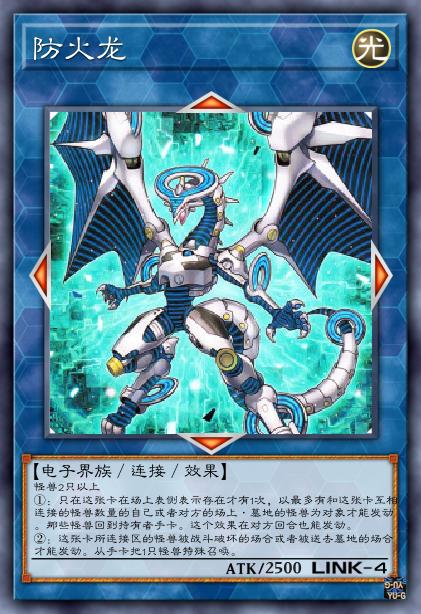 防火龙
光
【电子界族／连接／效果】
怪兽2只以上
①：只在这张卡在场上表侧表示存在才有1次，以最多有和这张卡互相
连接的怪兽数量的自己或者对方的场上·墓地的怪兽为对象才能发动
。那些怪兽回到持有者手卡。这个效果在对方回合也能发动。
②：这张卡所连接区的怪兽被战斗破坏的场合或者被送去墓地的场合
才能发动。从手卡把1只怪兽特殊召唤。
ATK/2500 LINK-4